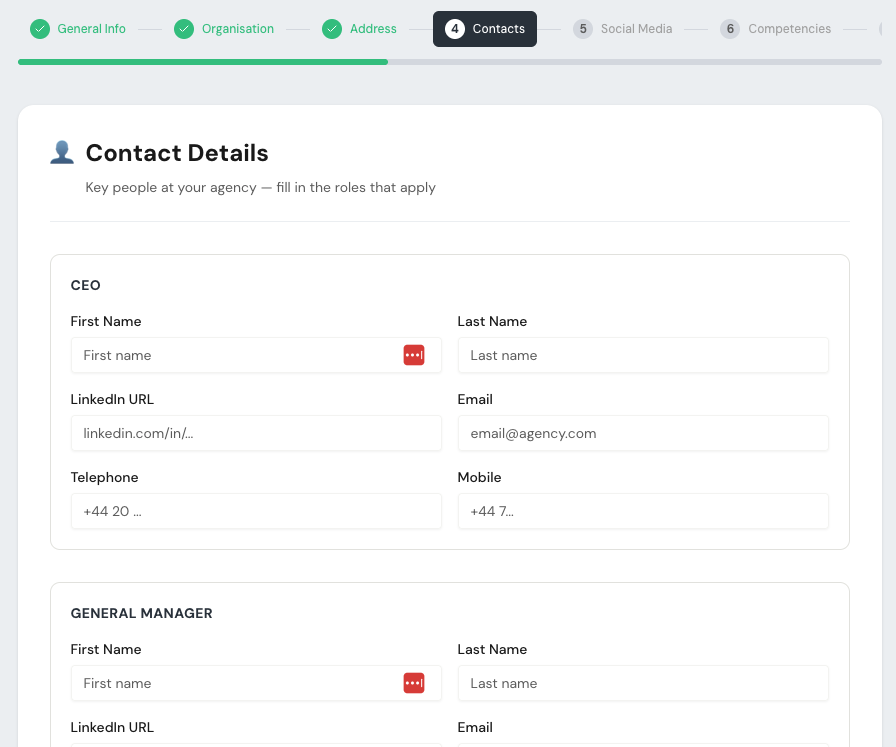 General Info
Organisation
Address
4 Contacts
5 Social Media
6 Competencies
Contact Details
Key people at your agency — fill in the roles that apply
CEO
First Name Last Name
First name Last name
LinkedIn URL Email
linkedin.com/in/... email@agency.com
Telephone Mobile
+44 20 ... +44 7...
GENERAL MANAGER
First Name Last Name
First name Last name
LinkedIn URL Email